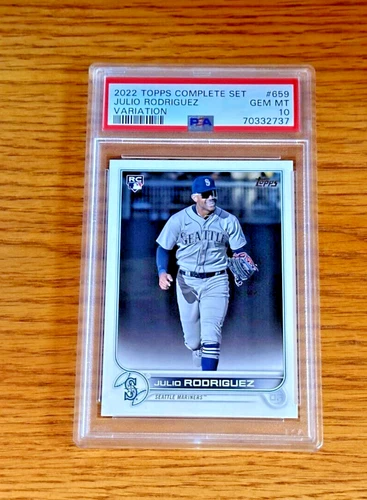 2022 TOPPS COMPLETE SET #659
JULIO RODRIGUEZ GEM MT
VARIATION 10
PSA 70332737
RC
Topps
SEATTLE
S
JULIO RODRIGUEZ
SEATTLE MARINERS™